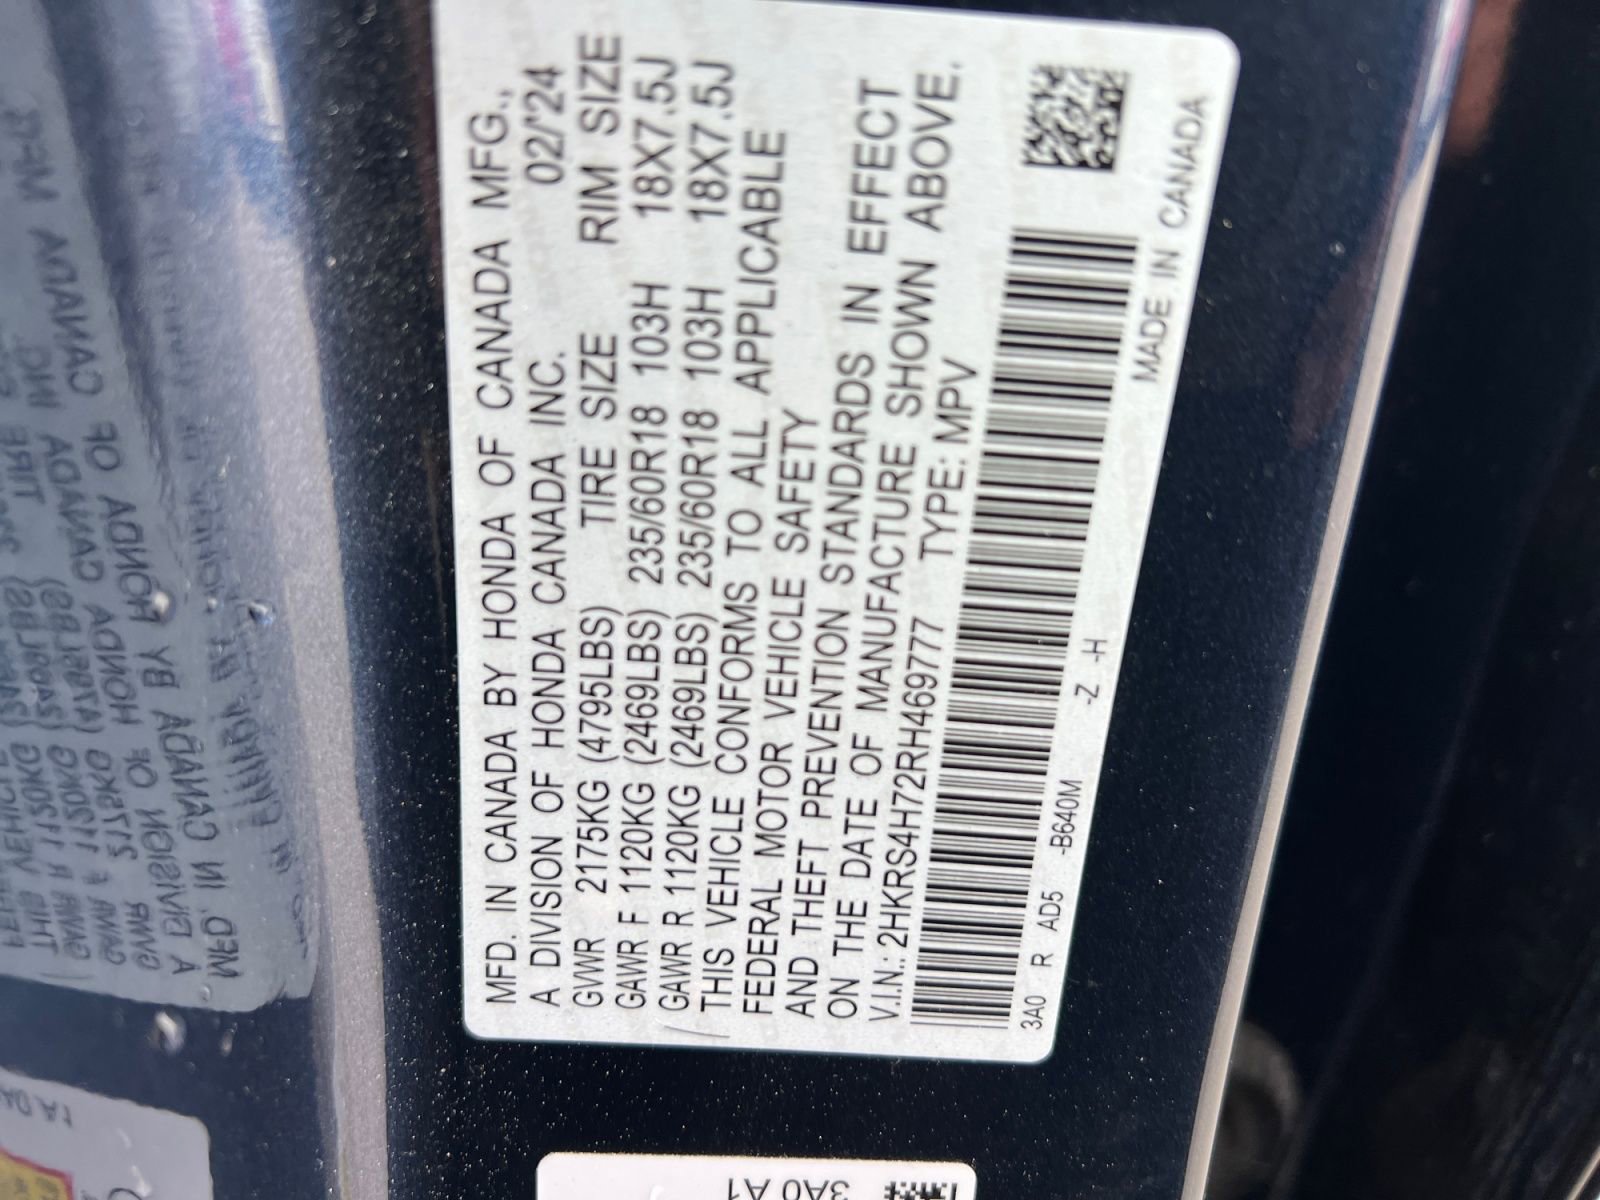 MFD. IN CANADA BY HONDA OF CANADA MFG.,
A DIVISION OF HONDA CANADA INC. 02/'24
GVWR 2175KG (4795LBS) TIRE SIZE RIM SIZE
GAWR F 1120KG (2469LBS) 235/60R18 103H 18X7.5J
GAWR R 1120KG (2469LBS) 235/60R18 103H 18X7.5J
THIS VEHICLE CONFORMS TO ALL APPLICABLE
FEDERAL MOTOR VEHICLE SAFETY
AND THEFT PREVENTION STANDARDS IN EFFECT
ON THE DATE OF MANUFACTURE SHOWN ABOVE.
V.I.N.: 2HKRS4H72RH469777 TYPE: MPV
3A0 R AD5 -B640M -Z -H MADE IN CANADA
3A0 A1